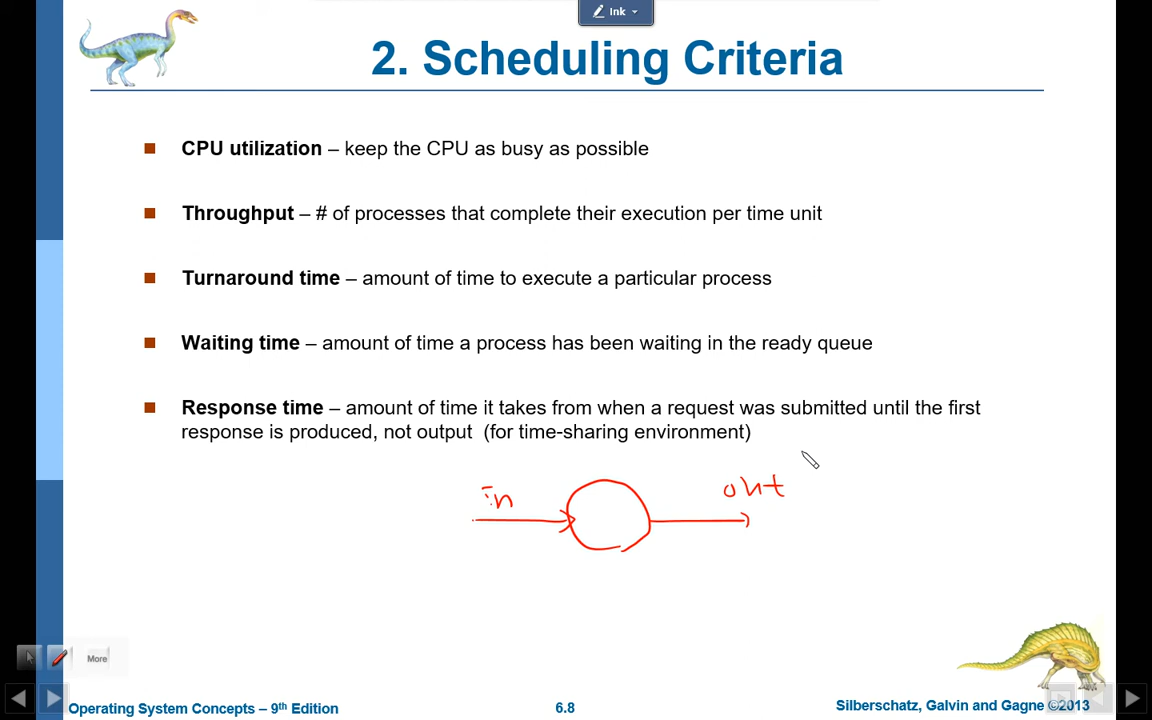 Ink
2. Scheduling Criteria
CPU utilization – keep the CPU as busy as possible
Throughput – # of processes that complete their execution per time unit
Turnaround time – amount of time to execute a particular process
Waiting time – amount of time a process has been waiting in the ready queue
Response time – amount of time it takes from when a request was submitted until the first
response is produced, not output (for time-sharing environment)
in
out
More
Operating System Concepts – 9th Edition
6.8
Silberschatz, Galvin and Gagne ©2013